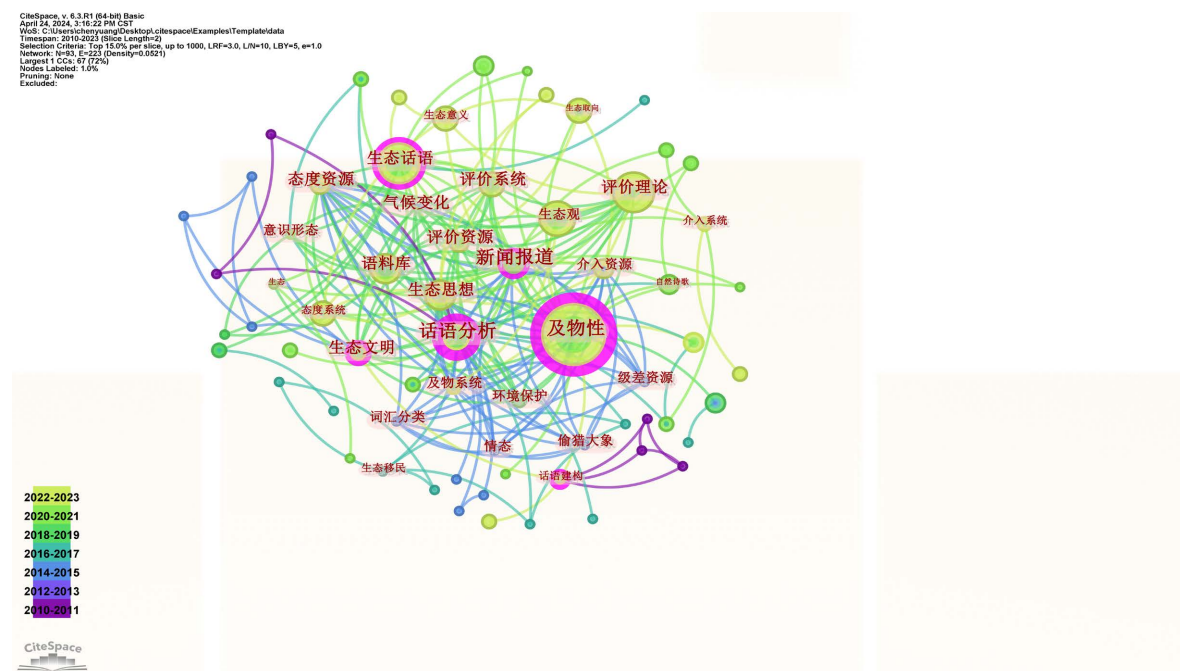 CiteSpace, v. 6.3.R1 (64-bit) Basic
April 24, 2024, 3:16:22 PM CST
WoS: C:\Users\chenyuang\Desktop\.citespace\Examples\Template\data
Timespan: 2010-2023 (Slice Length=2)
Selection Criteria: Top 15.0% per slice, up to 1000, LRF=3.0, L/N=10, LBY=5, e=1.0
Network: N=93, E=223 (Density=0.0521)
Largest 1 CCs: 67 (72%)
Nodes Labeled: 1.0%
Pruning: None
Excluded:
生态取向
生态意义
生态话语
态度资源
评价系统
评价理论
气候变化
生态观
介入系统
意识形态
评价资源
新闻报道
语料库
介入资源
生态
生态思想
自然诗歌
态度系统
话语分析
及物性
生态文明
及物系统
级差资源
环境保护
词汇分类
情态
偷猎大象
生态移民
话语建构
2022-2023
2020-2021
2018-2019
2016-2017
2014-2015
2012-2013
2010-2011
CiteSpace